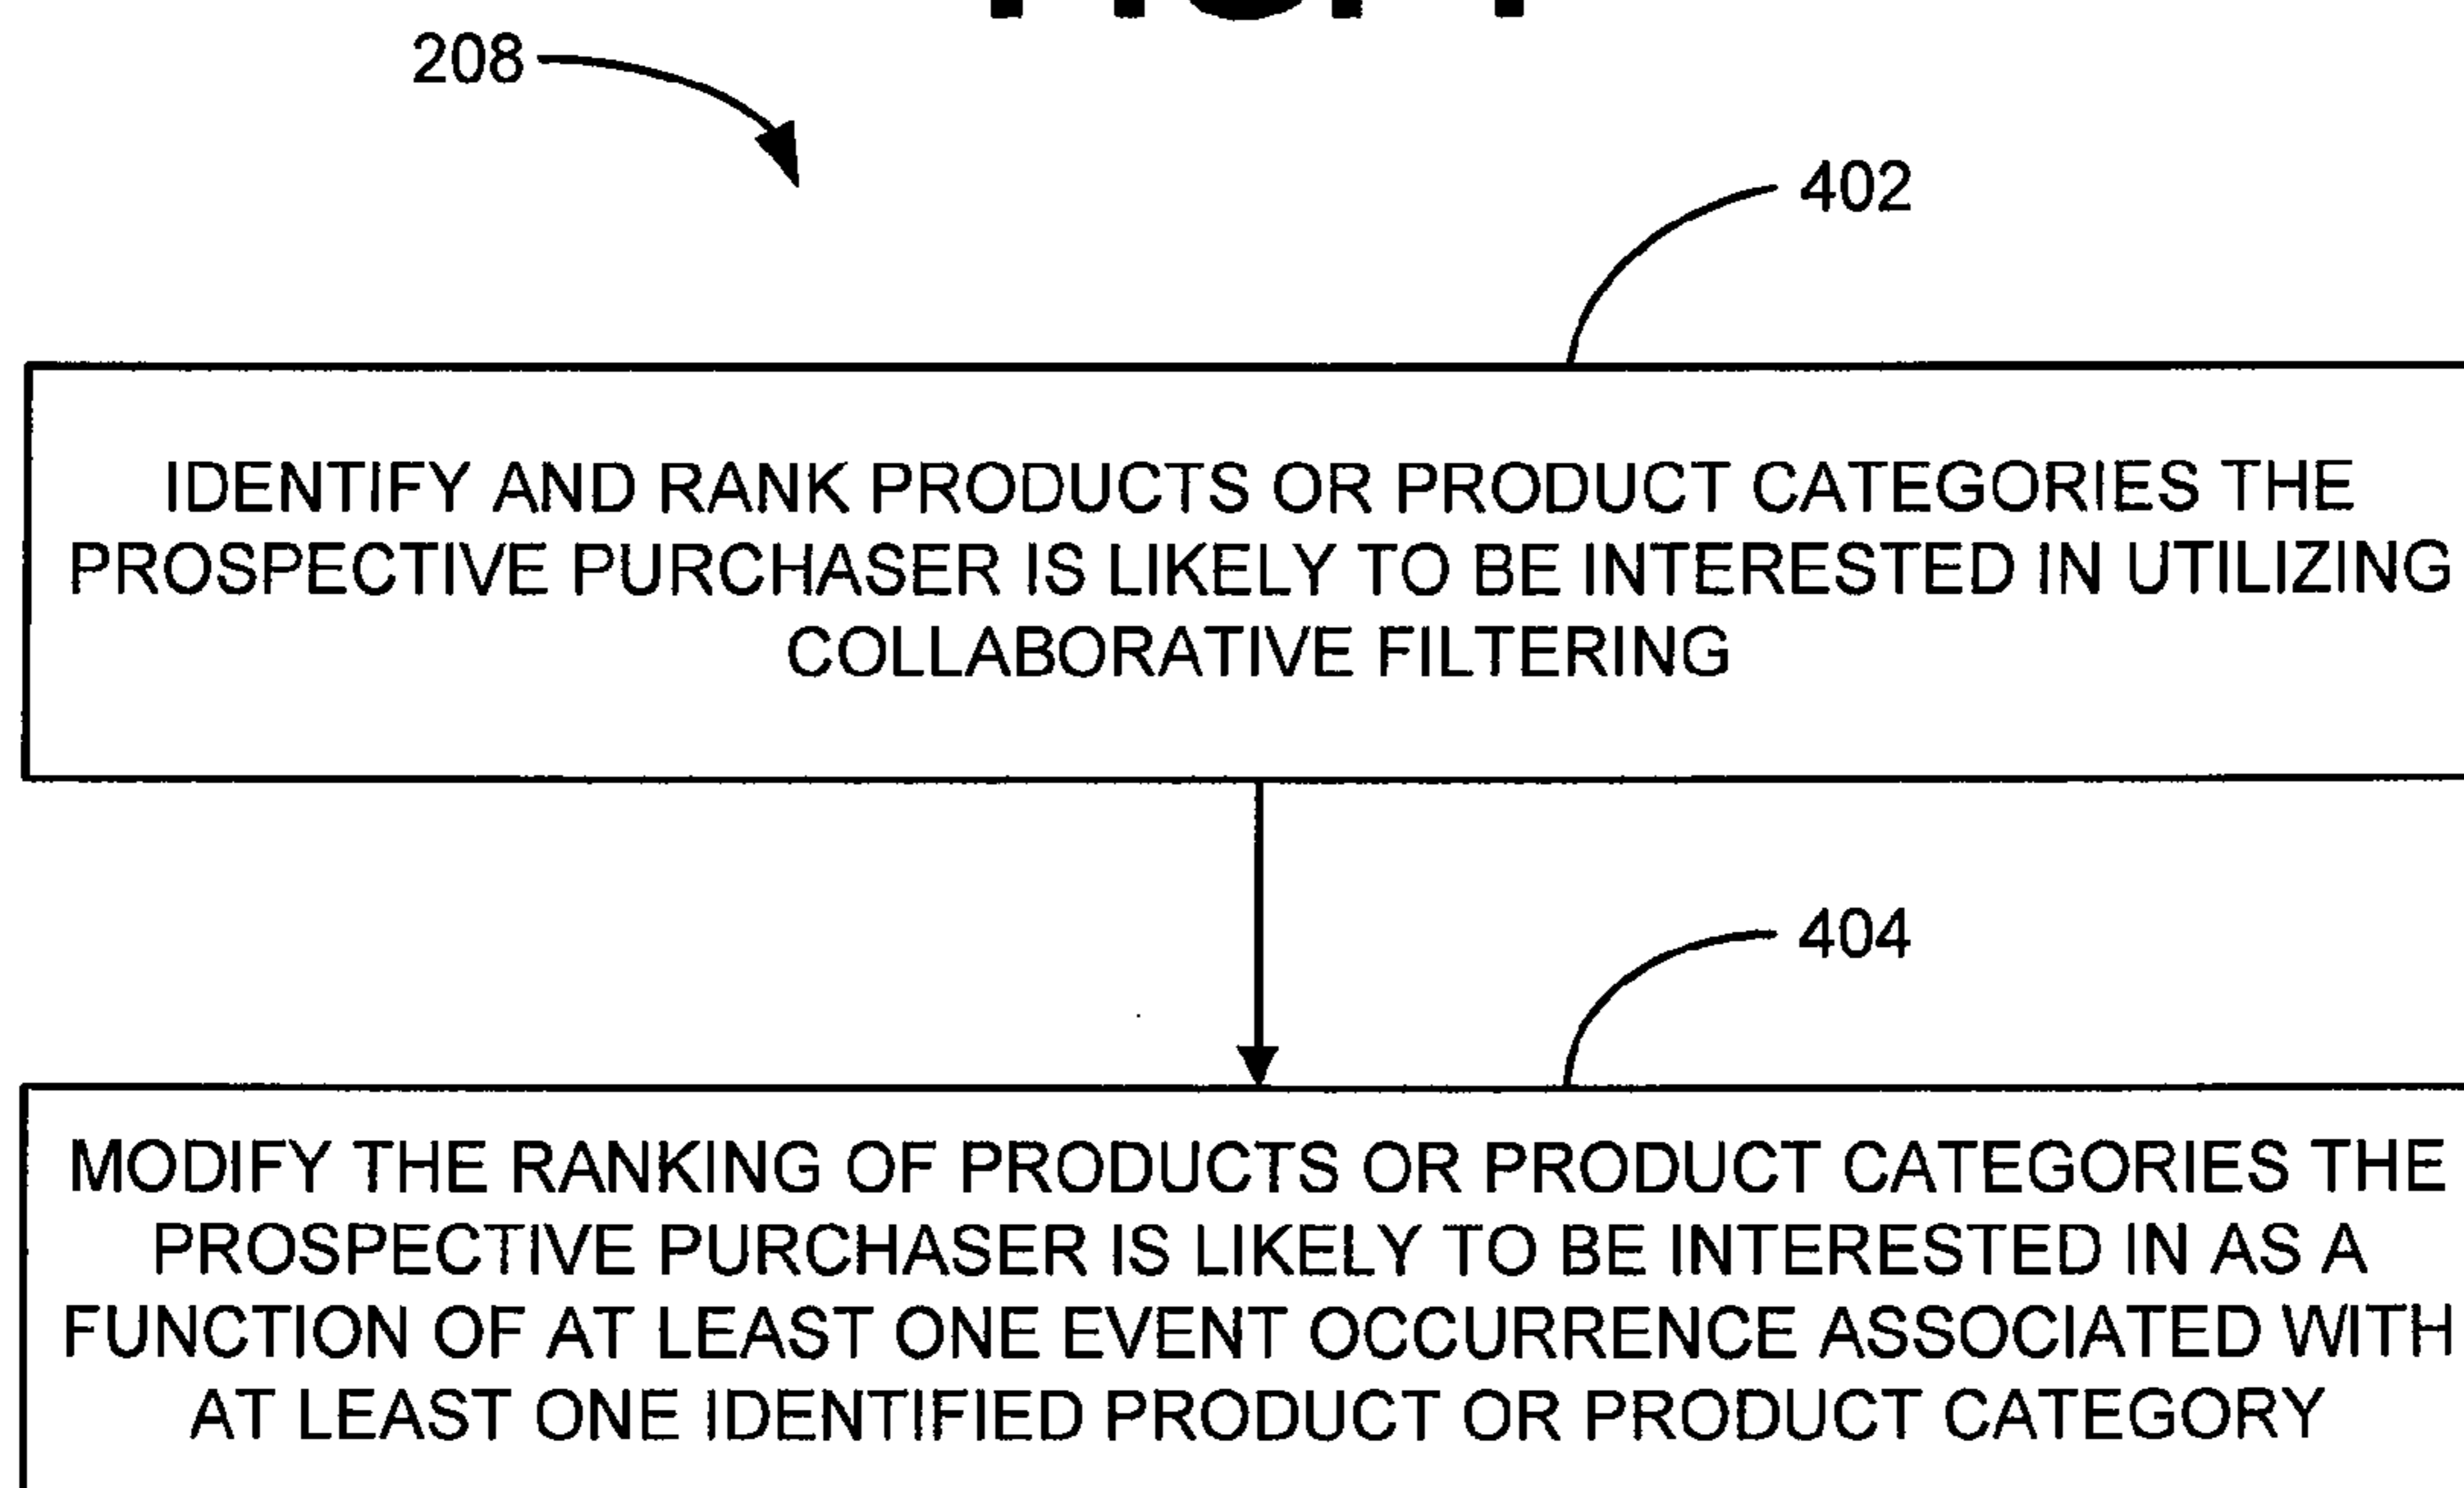 208
402
IDENTIFY AND RANK PRODUCTS OR PRODUCT CATEGORIES THE
PROSPECTIVE PURCHASER IS LIKELY TO BE INTERESTED IN UTILIZING
COLLABORATIVE FILTERING
404
MODIFY THE RANKING OF PRODUCTS OR PRODUCT CATEGORIES THE
PROSPECTIVE PURCHASER IS LIKELY TO BE INTERESTED IN AS A
FUNCTION OF AT LEAST ONE EVENT OCCURRENCE ASSOCIATED WITH
AT LEAST ONE IDENTIFIED PRODUCT OR PRODUCT CATEGORY